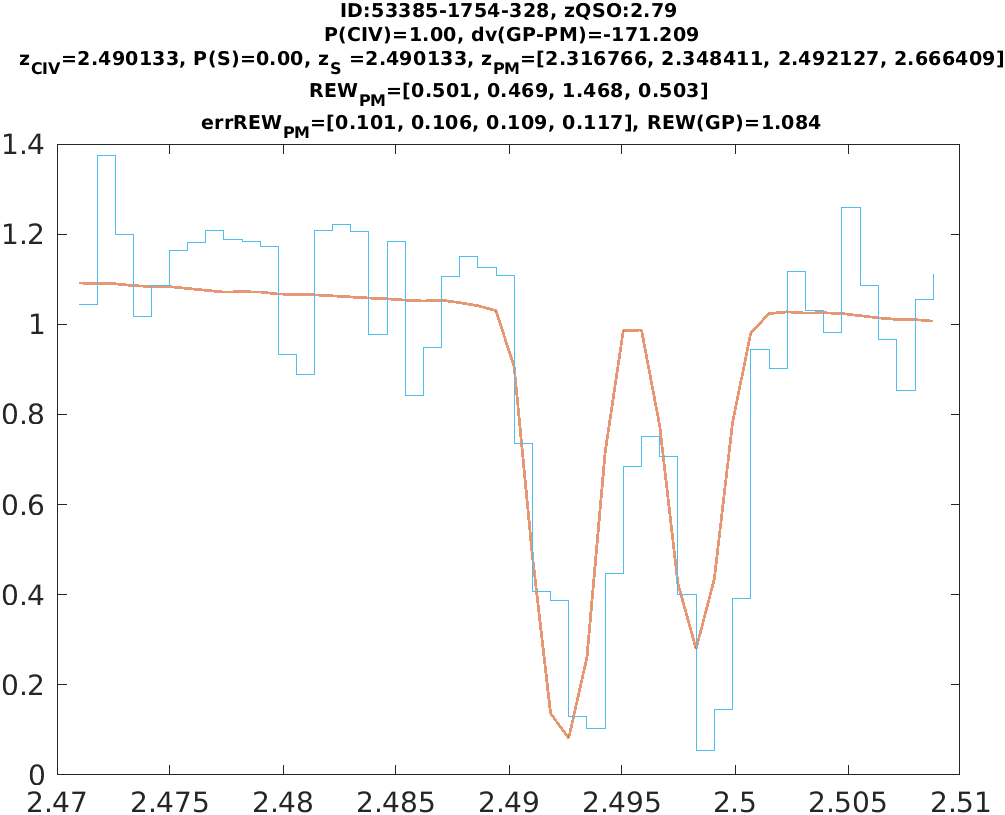 ID:53385-1754-328, zQSO:2.79
P(CIV)=1.00, dv(GP-PM)=-171.209
zCIV=2.490133, P(S)=0.00, zS =2.490133, zPM=[2.316766, 2.348411, 2.492127, 2.666409]
REWPM=[0.501, 0.469, 1.468, 0.503]
errREWPM=[0.101, 0.106, 0.109, 0.117], REW(GP)=1.084
1.4
1.2
1
0.8
0.6
0.4
0.2
0
2.47 2.475 2.48 2.485 2.49 2.495 2.5 2.505 2.51